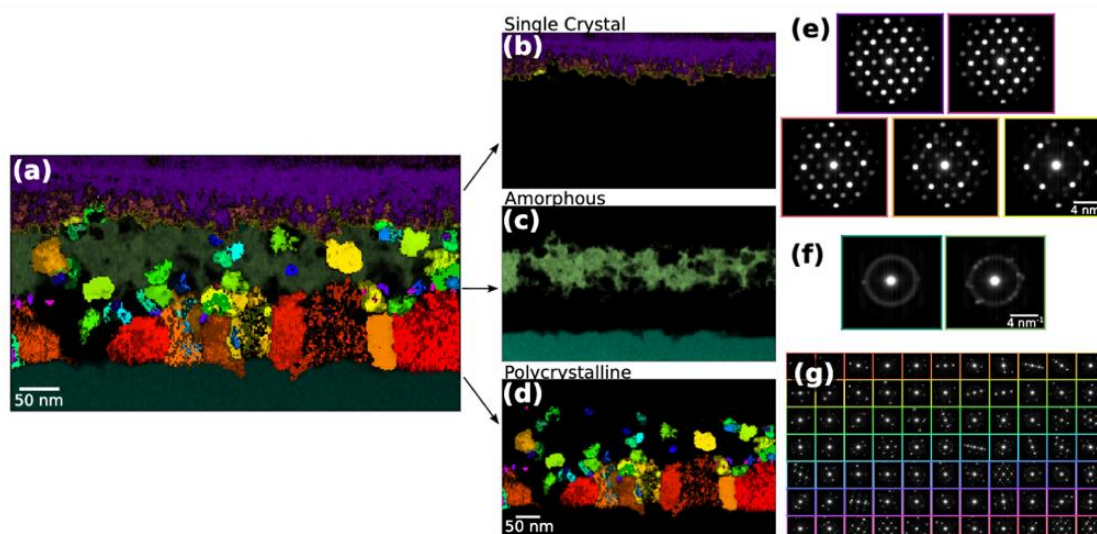 Single Crystal
(a)
50 nm
(b)
Amorphous
(c)
Polycrystalline
(d)
50 nm
(e)
4 nm
(f)
4 nm⁻¹
(g)